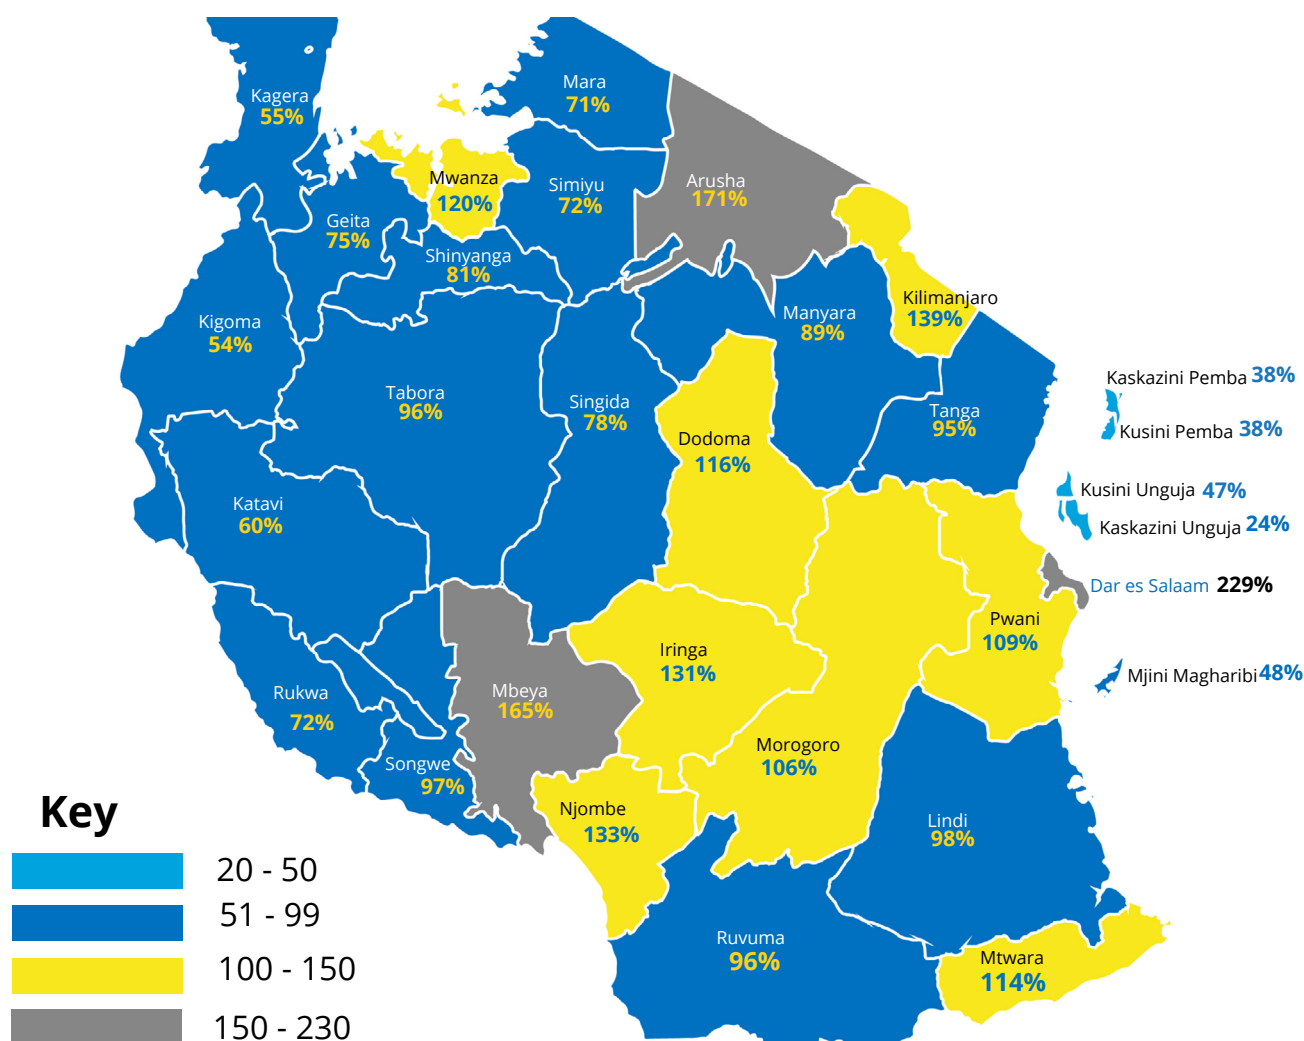 Kagera
55%
Mara
71%
Mwanza
120%
Simiyu
72%
Arusha
171%
Geita
75%
Shinyanga
81%
Kigoma
54%
Kilimanjaro
139%
Manyara
89%
Tabora
96%
Singida
78%
Dodoma
116%
Tanga
95%
Kaskazini Pemba 38%
Kusini Pemba 38%
Kusini Unguja 47%
Kaskazini Unguja 24%
Katavi
60%
Dar es Salaam 229%
Pwani
109%
Iringa
131%
Mjini Magharibi 48%
Rukwa
72%
Mbeya
165%
Songwe
97%
Morogoro
106%
Njombe
133%
Lindi
98%
Ruvuma
96%
Mtwara
114%
Key
20 - 50
51 - 99
100 - 150
150 - 230